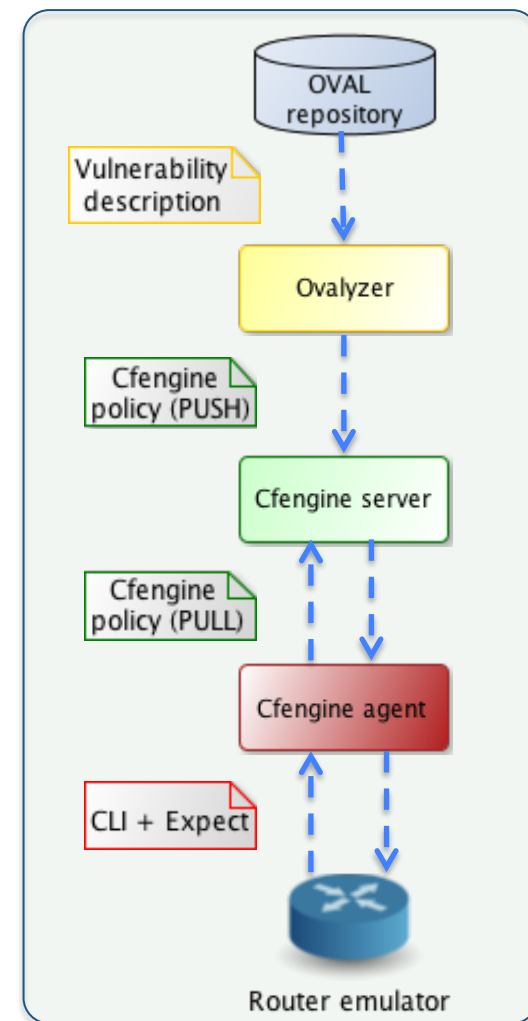 OVAL
repository
Vulnerability
description
Ovalyzer
Cfengine
policy (PUSH)
Cfengine server
Cfengine
policy (PULL)
Cfengine agent
CLI + Expect
Router emulator